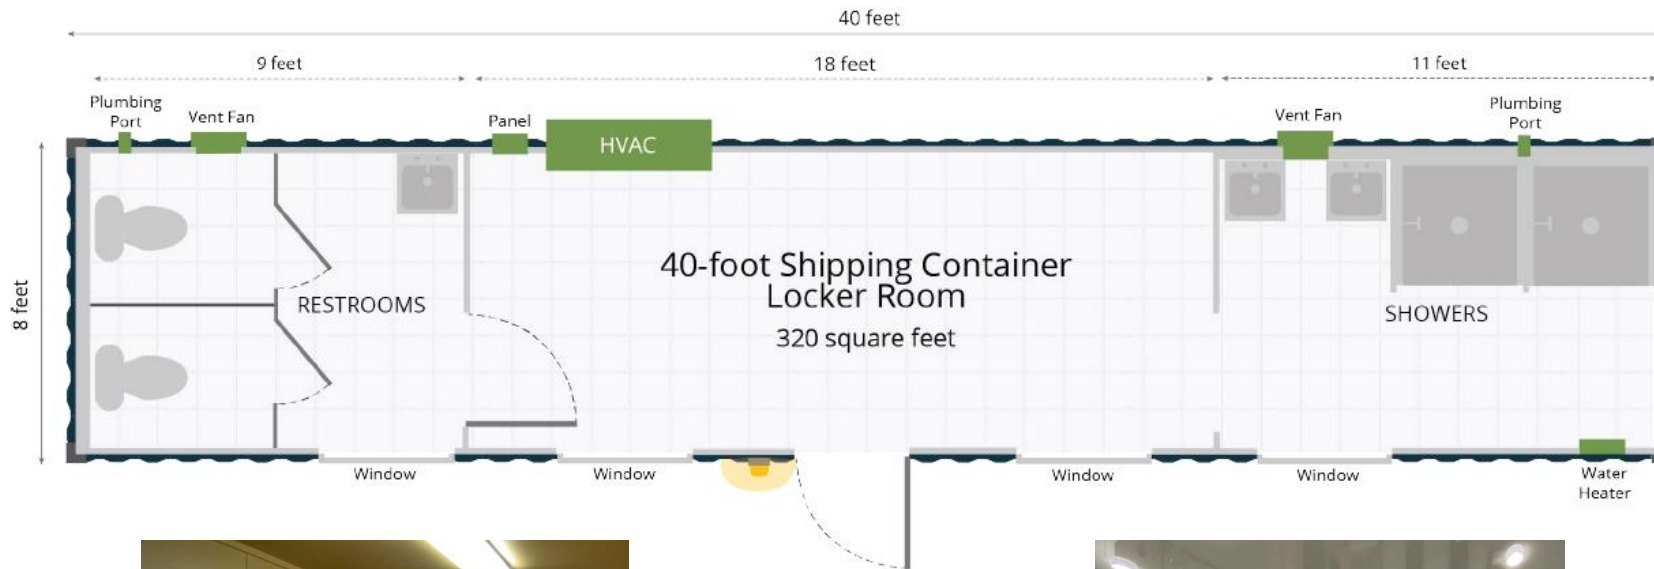 40 feet
9 feet
18 feet
11 feet
Plumbing
Port
Vent Fan
Panel
HVAC
Vent Fan
Plumbing
Port
8 feet
40-foot Shipping Container
Locker Room
320 square feet
RESTROOMS
SHOWERS
Window
Window
Window
Window
Water
Heater